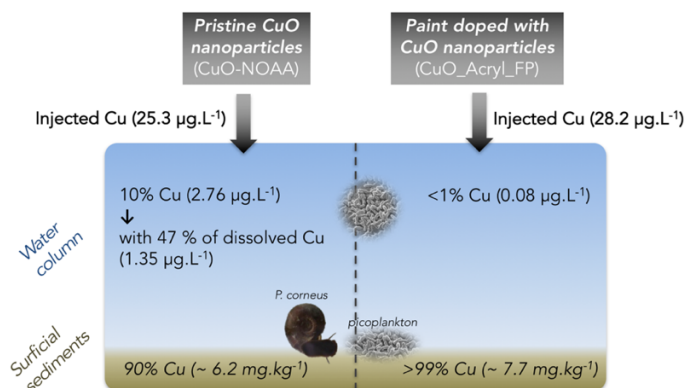 Pristine CuO
nanoparticles
(CuO-NOAA)
Paint doped with
CuO nanoparticles
(CuO_Acryl_FP)
Injected Cu (25.3 µg.L⁻¹)
Injected Cu (28.2 µg.L⁻¹)
10% Cu (2.76 µg.L⁻¹)
↓
with 47 % of dissolved Cu
(1.35 µg.L⁻¹)
<1% Cu (0.08 µg.L⁻¹)
Water
column
P. corneus
picoplankton
Surficial
sediments
90% Cu (~ 6.2 mg.kg⁻¹)
>99% Cu (~ 7.7 mg.kg⁻¹)